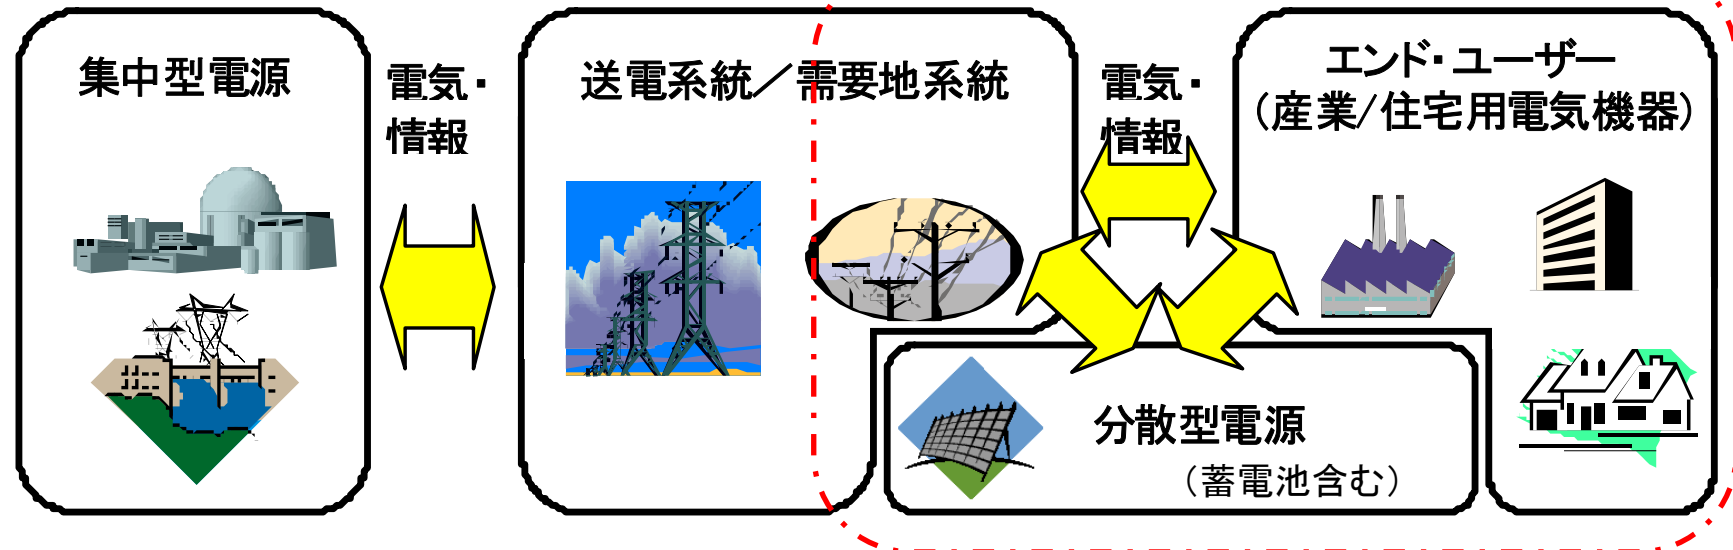 集中型電源
電気・
情報
送電系統／需要地系統
電気・
情報
エンド・ユーザー
（産業/住宅用電気機器）
分散型電源
（蓄電池含む）